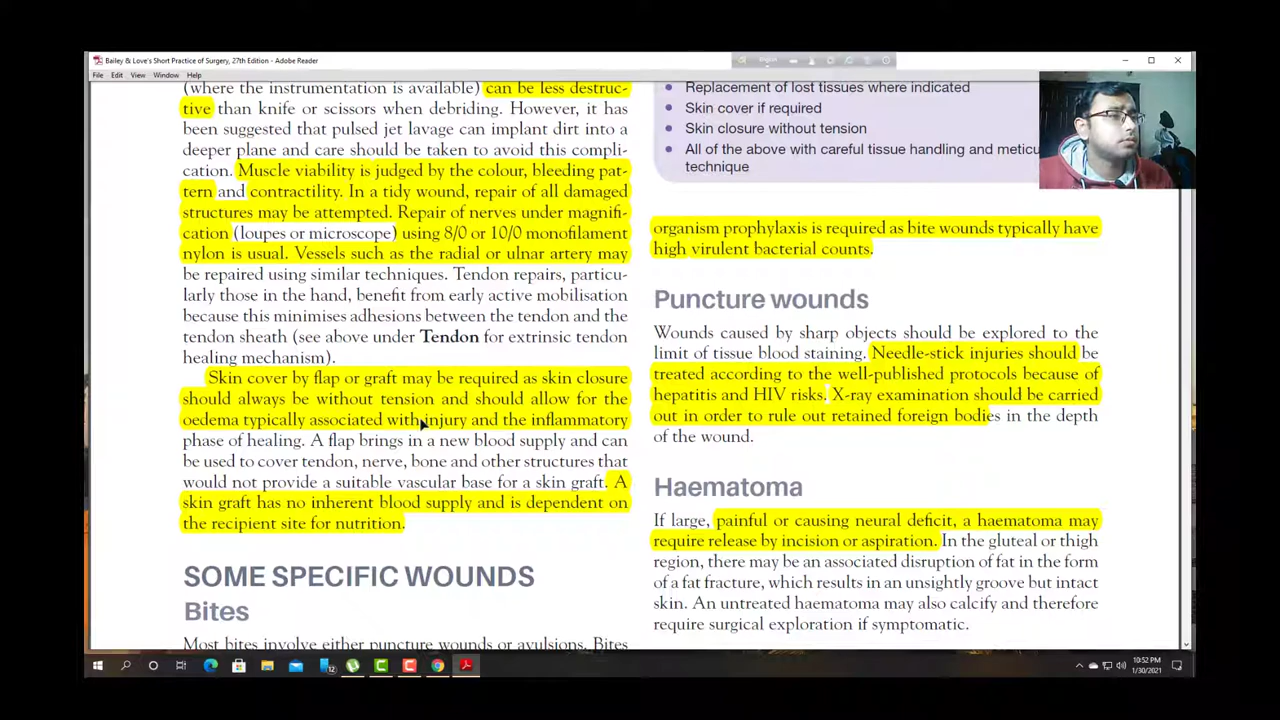 Bailey & Love's Short Practice of Surgery, 27th Edition - Adobe Reader
English
File Edit View Window Help
(where the instrumentation is available) can be less destruc-
tive than knife or scissors when debriding. However, it has
been suggested that pulsed jet lavage can implant dirt into a
deeper plane and care should be taken to avoid this compli-
cation. Muscle viability is judged by the colour, bleeding pat-
tern and contractility. In a tidy wound, repair of all damaged
structures may be attempted. Repair of nerves under magnifi-
cation (loupes or microscope) using 8/0 or 10/0 monofilament
nylon is usual. Vessels such as the radial or ulnar artery may
be repaired using similar techniques. Tendon repairs, particu-
larly those in the hand, benefit from early active mobilisation
because this minimises adhesions between the tendon and the
tendon sheath (see above under Tendon for extrinsic tendon
healing mechanism).
Skin cover by flap or graft may be required as skin closure
should always be without tension and should allow for the
oedema typically associated with injury and the inflammatory
phase of healing. A flap brings in a new blood supply and can
be used to cover tendon, nerve, bone and other structures that
would not provide a suitable vascular base for a skin graft. A
skin graft has no inherent blood supply and is dependent on
the recipient site for nutrition.
SOME SPECIFIC WOUNDS
Bites
Most bites involve either puncture wounds or avulsions. Bites
Replacement of lost tissues where indicated
Skin cover if required
Skin closure without tension
All of the above with careful tissue handling and meticu
technique
organism prophylaxis is required as bite wounds typically have
high virulent bacterial counts.
Puncture wounds
Wounds caused by sharp objects should be explored to the
limit of tissue blood staining. Needle-stick injuries should be
treated according to the well-published protocols because of
hepatitis and HIV risks. X-ray examination should be carried
out in order to rule out retained foreign bodies in the depth
of the wound.
Haematoma
If large, painful or causing neural deficit, a haematoma may
require release by incision or aspiration. In the gluteal or thigh
region, there may be an associated disruption of fat in the form
of a fat fracture, which results in an unsightly groove but intact
skin. An untreated haematoma may also calcify and therefore
require surgical exploration if symptomatic.
12
10:52 PM
1/30/2021